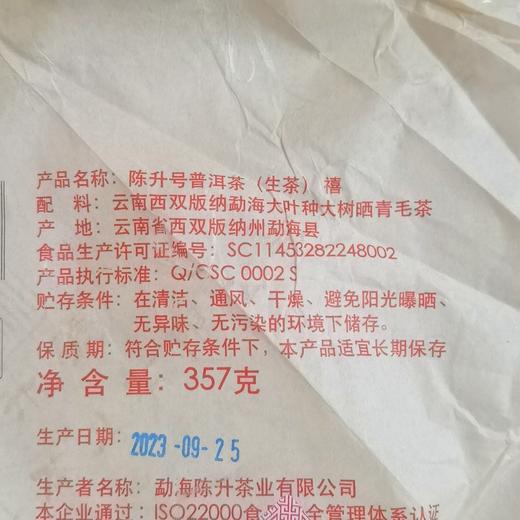 产品名称：陈升号普洱茶（生茶）禧
配　　料：云南西双版纳勐海大叶种大树晒青毛茶
产　　地：云南省西双版纳州勐海县
食品生产许可证编号：SC11453282248002
产品执行标准：Q/CSC 0002 S
贮存条件：在清洁、通风、干燥、避免阳光曝晒、
无异味、无污染的环境下储存。
保 质 期：符合贮存条件下，本产品适宜长期保存
净 含 量：357克
生产日期：2023-09-25
生产者名称：勐海陈升茶业有限公司
本企业通过：ISO22000食 全管理体系认证